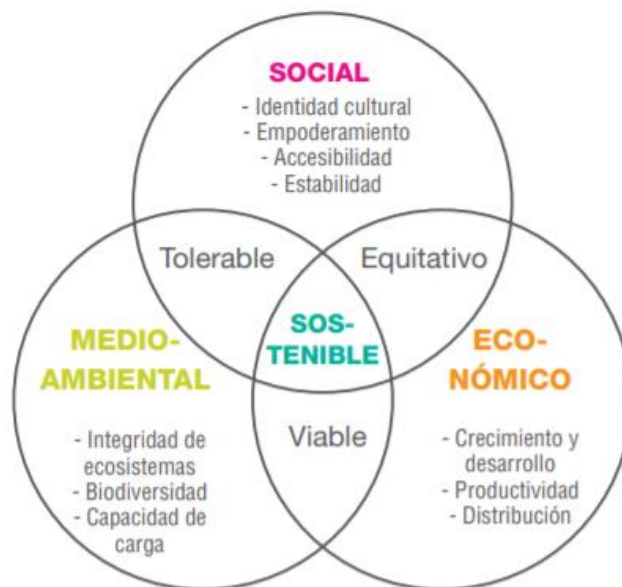 SOCIAL
- Identidad cultural
- Empoderamiento
- Accesibilidad
- Estabilidad
Tolerable
Equitativo
SOS-
TENIBLE
MEDIO-
AMBIENTAL
- Integridad de
ecosistemas
- Biodiversidad
- Capacidad de
carga
Viable
ECO-
NÓMICO
- Crecimiento y
desarrollo
- Productividad
- Distribución